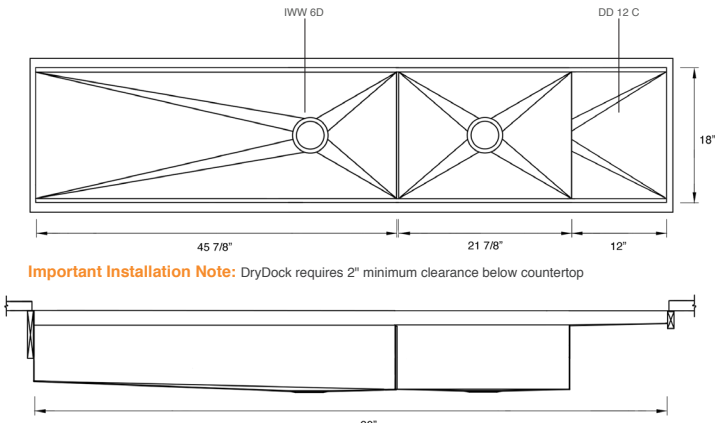 IWW 6D DD 12 C
18"
45 7/8" 21 7/8" 12"
Important Installation Note: DryDock requires 2" minimum clearance below countertop